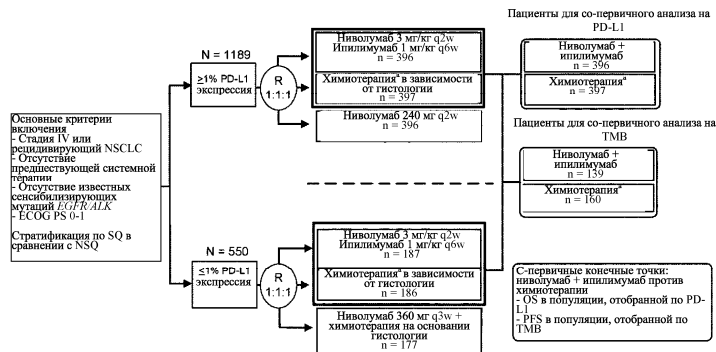 Основные критерии
включения
- Стадия IV или
рецидивирующий NSCLC
- Отсутствие
предшествующей системной
терапии
- Отсутствие известных
сенсибилизирующих
мутаций EGFR ALK
- ECOG PS 0-1
Стратификация по SQ в
сравнении с NSQ
N = 1189
≥1% PD-L1
экспрессия
R
1:1:1
Ниволумаб 3 мг/кг q2w
Ипилимумаб 1 мг/кг q6w
n = 396
Химиотерапияª в зависимости
от гистологии
n = 397
Ниволумаб 240 мг q2w
n = 396
N = 550
≤1% PD-L1
экспрессия
R
1:1:1
Ниволумаб 3 мг/кг q2w
Ипилимумаб 1 мг/кг q6w
n = 187
Химиотерапияª в зависимости
от гистологии
n = 186
Ниволумаб 360 мг q3w +
химиотерапия на основании
гистологии
n = 177
Пациенты для со-первичного анализа на
PD-L1
Ниволумаб +
ипилимумаб
n = 396
Химиотерапияª
n = 397
Пациенты для со-первичного анализа на
TMB
Ниволумаб +
ипилимумаб
n = 139
Химиотерапияª
n = 160
С-первичные конечные точки:
ниволумаб + ипилимумаб против
химиотерапии
- OS в популяции, отобранной по PD-
L1
- PFS в популяции, отобранной по
TMB